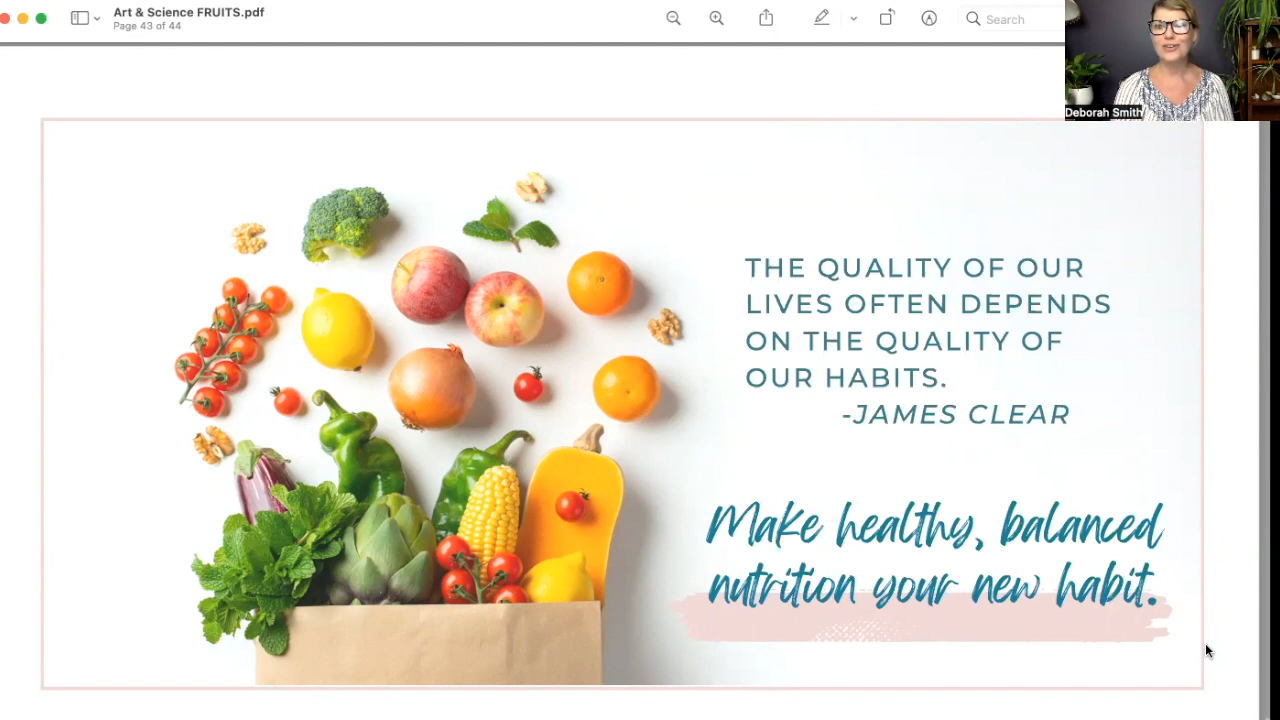 Art & Science FRUITS.pdf
Page 43 of 44
Search
Deborah Smith
THE QUALITY OF OUR
LIVES OFTEN DEPENDS
ON THE QUALITY OF
OUR HABITS.
-JAMES CLEAR
Make healthy, balanced
nutrition your new habit.